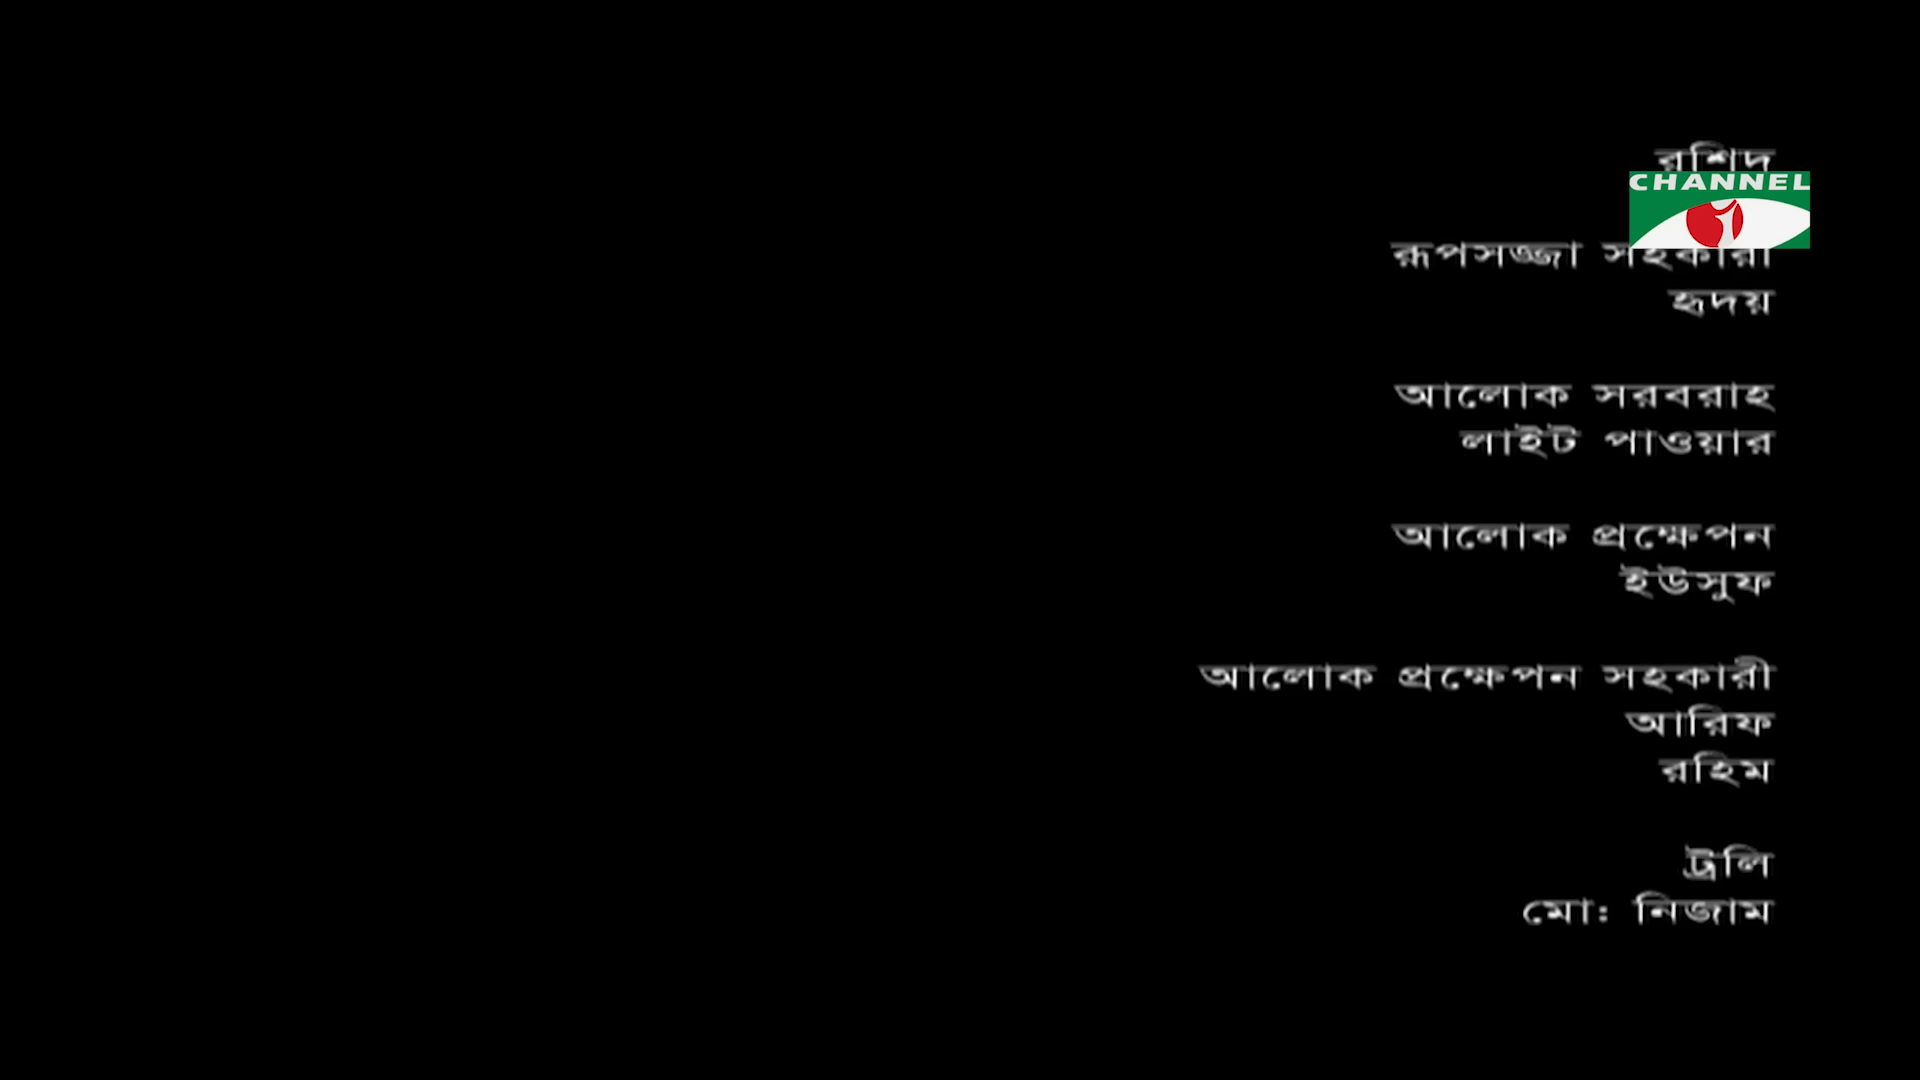 রশিদ
CHANNEL
রূপসজ্জা সহকারী
হৃদয়
আলোক সরবরাহ
লাইট পাওয়ার
আলোক প্রক্ষেপন
ইউসুফ
আলোক প্রক্ষেপন সহকারী
আরিফ
রহিম
ট্রলি
মো: নিজাম